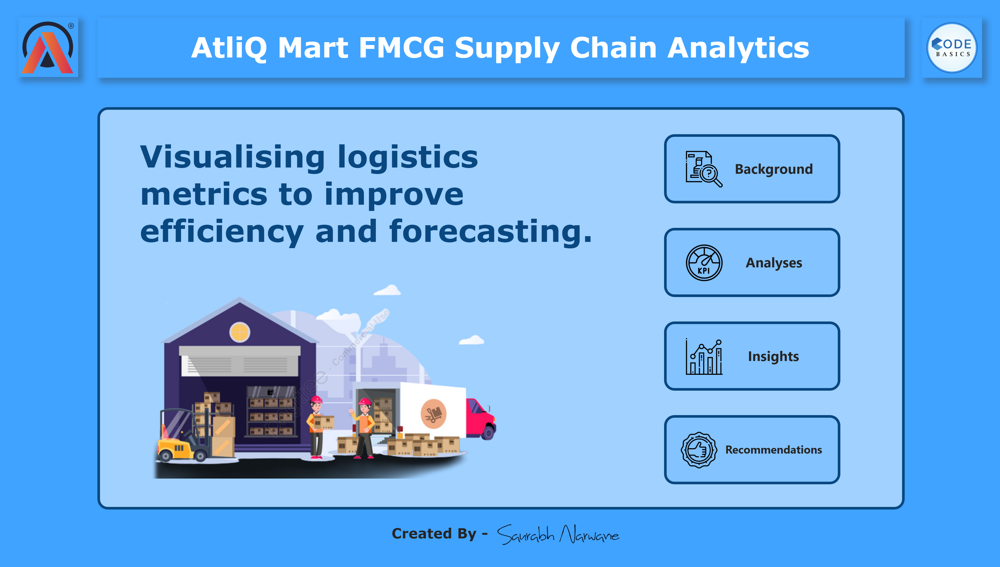 ®
AtliQ Mart FMCG Supply Chain Analytics
CODE
BASICS
Visualising logistics
metrics to improve
efficiency and forecasting.
Background
KPI
Analyses
Insights
Recommendations
pngtree · Commercial Use
Created By - Saurabh Narwane